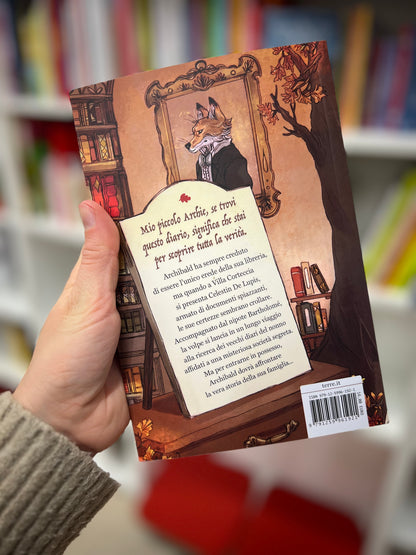 Mio piccolo Archie, se trovi
questo diario, significa che stai
per scoprire tutta la verità.
Archibald ha sempre creduto
di essere l'unico erede della sua libreria,
ma quando a Villa Corteccia
si presenta Celestin De Lupis,
armato di documenti spiazzanti,
le sue certezze sembrano crollare.
Accompagnato dal nipote Bartholomé,
la volpe si lancia in un lungo viaggio
alla ricerca dei vecchi diari del nonno
affidati a una misteriosa società segreta.
Ma per entrarne in possesso,
Archibald dovrà affrontare
la vera storia della sua famiglia...
terre.it